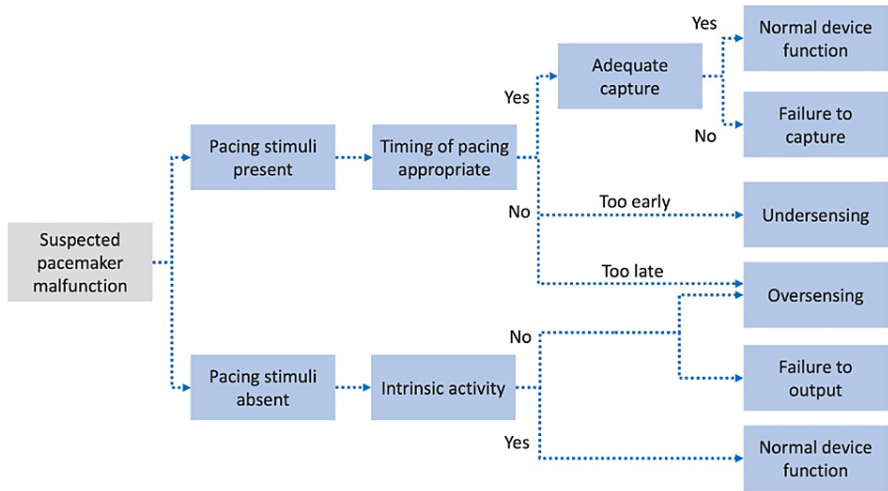 Suspected
pacemaker
malfunction
Pacing stimuli
present
Timing of pacing
appropriate
Yes
Adequate
capture
Yes
Normal device
function
No
Failure to
capture
No
Too early
Undersensing
Too late
Oversensing
Pacing stimuli
absent
Intrinsic activity
No
Failure to
output
Yes
Normal device
function